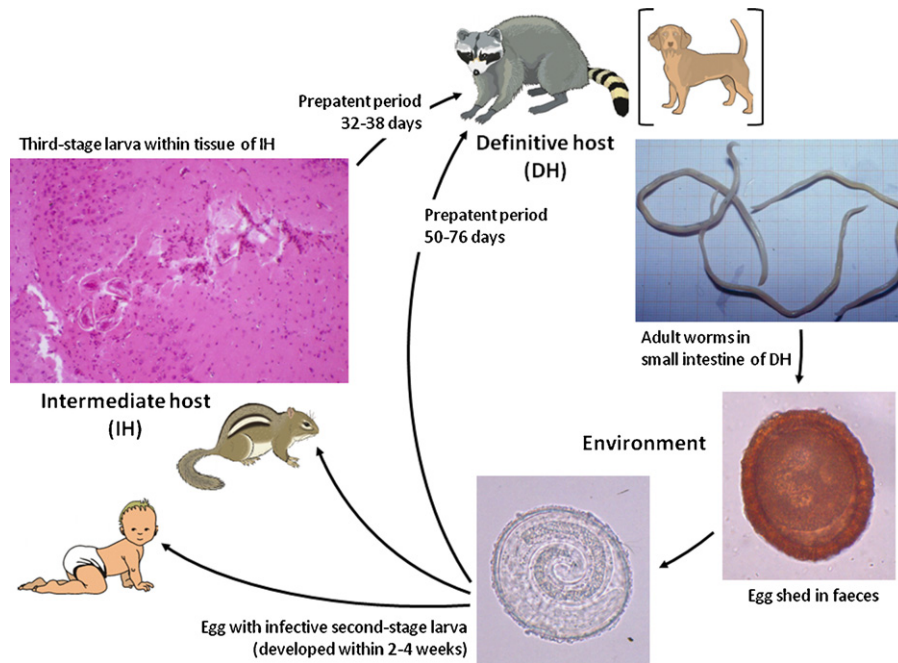 Prepatent period
32-38 days
Third-stage larva within tissue of IH
Definitive host
(DH)
Prepatent period
50-76 days
Adult worms in
small intestine of DH
Intermediate host
(IH)
Environment
Egg shed in faeces
Egg with infective second-stage larva
(developed within 2-4 weeks)